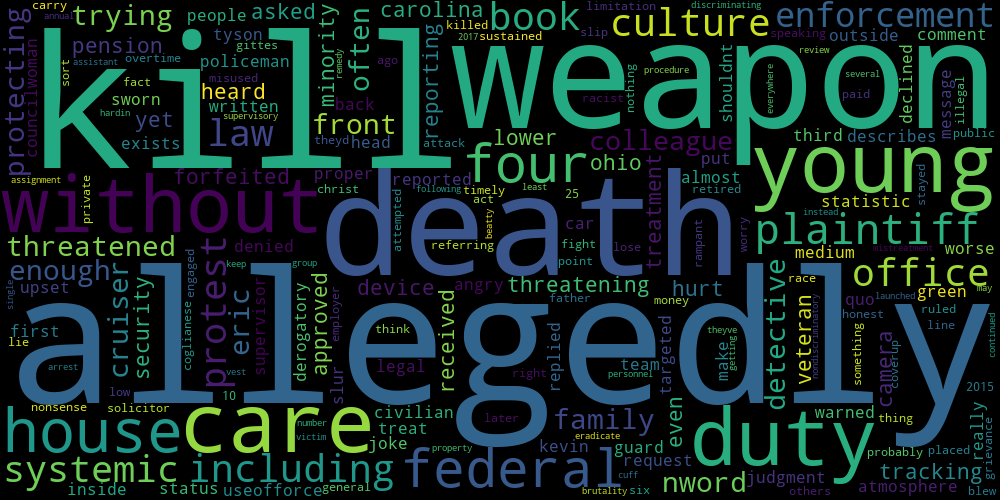 carry annual people asked carolina often book culture discriminating limitation enforcement
sort trying tyson killed 2017 sustained slip speaking outside comment
protecting councilwoman pension policeman gittes minority ago kill weapon procedure review
assistant overtime remedy reporting nothing racist several everywhere shouldnt declined message illegal
fact misused heard
hardin sworn written supervisory back front
yet law theyd head attack lower colleague paid third describes public
exists four ohio put almost statistic young
assignment private forfeited proper reported christ timely act least 25 treatment retired stayed
without death following attempted beatty car instead plaintiff
threatened denied referring fight lose rampant worry medium mistreatment worse
enough keep group device angry threatening point hurt race office
upset engaged security protest eric supervisor derogatory approved received father money detective veteran quo launched green may
single first cruiser coglianese employer replied team targeted make theyve getting nondiscriminatory camera honest ruled line continued
lie allegedly think legal right personnel something coverup
arrest vest slur
low 10 2015
nonsense solicitor number victim civilian later family even warned thing really grievance
house care joke treat kevin guard eradicate property duty probably placed
systemic including federal request nword judgment tracking
inside status useofforce general brutality cuff six others atmosphere blew